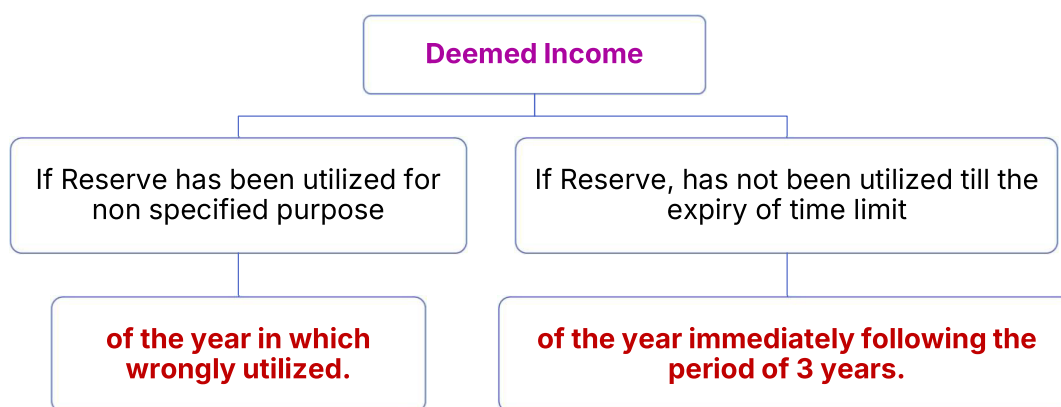 Deemed Income
If Reserve has been utilized for
non specified purpose
If Reserve, has not been utilized till the
expiry of time limit
of the year in which
wrongly utilized.
of the year immediately following the
period of 3 years.